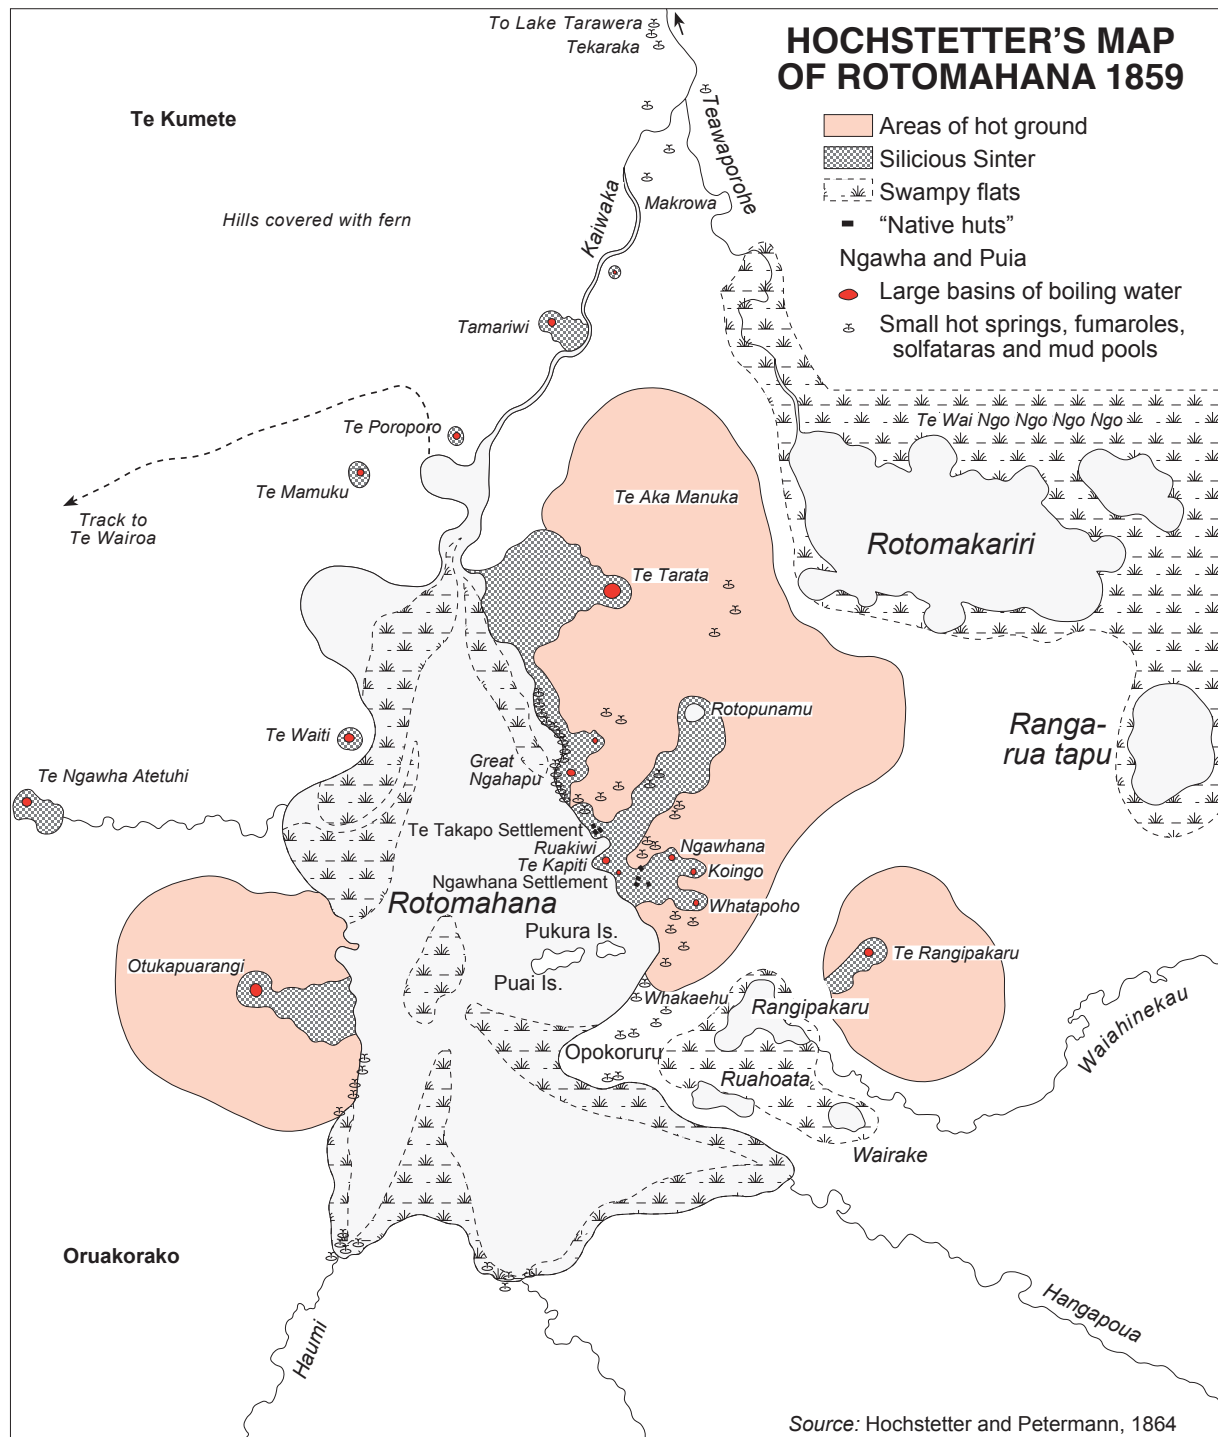 To Lake Tarawera
Tekaraka
HOCHSTETTER’S MAP
OF ROTOMAHANA 1859
Areas of hot ground
Silicious Sinter
Swampy flats
“Native huts”
Ngawha and Puia
Large basins of boiling water
Small hot springs, fumaroles,
solfataras and mud pools
Te Kumete
Teawaporohe
Makrowa
Kaiwaka
Hills covered with fern
Tamariwi
Te Poroporo
Te Mamuku
Track to
Te Wairoa
Te Wai Ngo Ngo Ngo Ngo
Te Aka Manuka
Rotomakariri
Te Tarata
Rotopunamu
Ranga-
rua tapu
Te Waiti
Great
Ngahapu
Te Ngawha Atetuhi
Te Takapo Settlement
Ruakiwi
Te Kapiti
Ngawhana Settlement
Ngawhana
Koingo
Whatapoho
Rotomahana
Pukura Is.
Puai Is.
Otukapuarangi
Te Rangipakaru
Whakaehu
Rangipakaru
Waiahinekau
Opokoruru
Ruahoata
Wairake
Oruakorako
Haumi
Hangapoua
Source: Hochstetter and Petermann, 1864